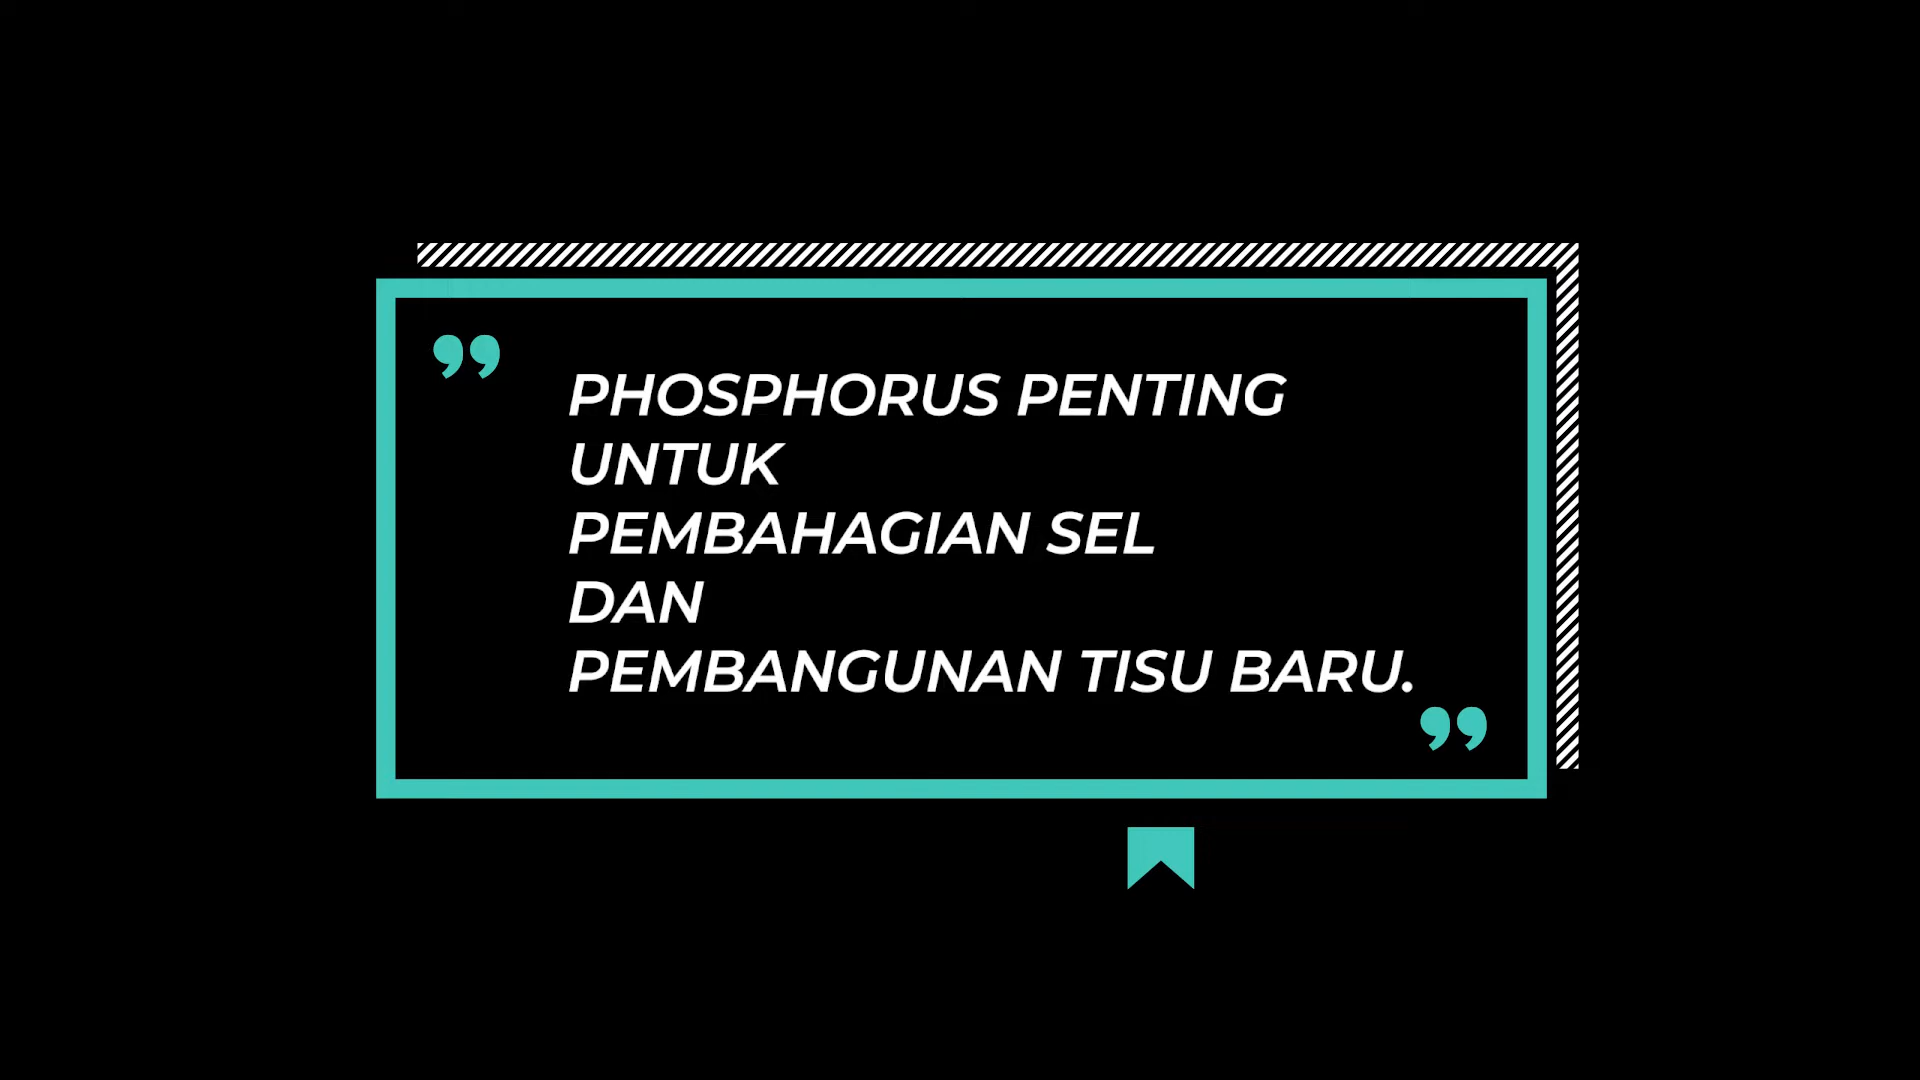 PHOSPHORUS PENTING
UNTUK
PEMBAHAGIAN SEL
DAN
PEMBANGUNAN TISU BARU.